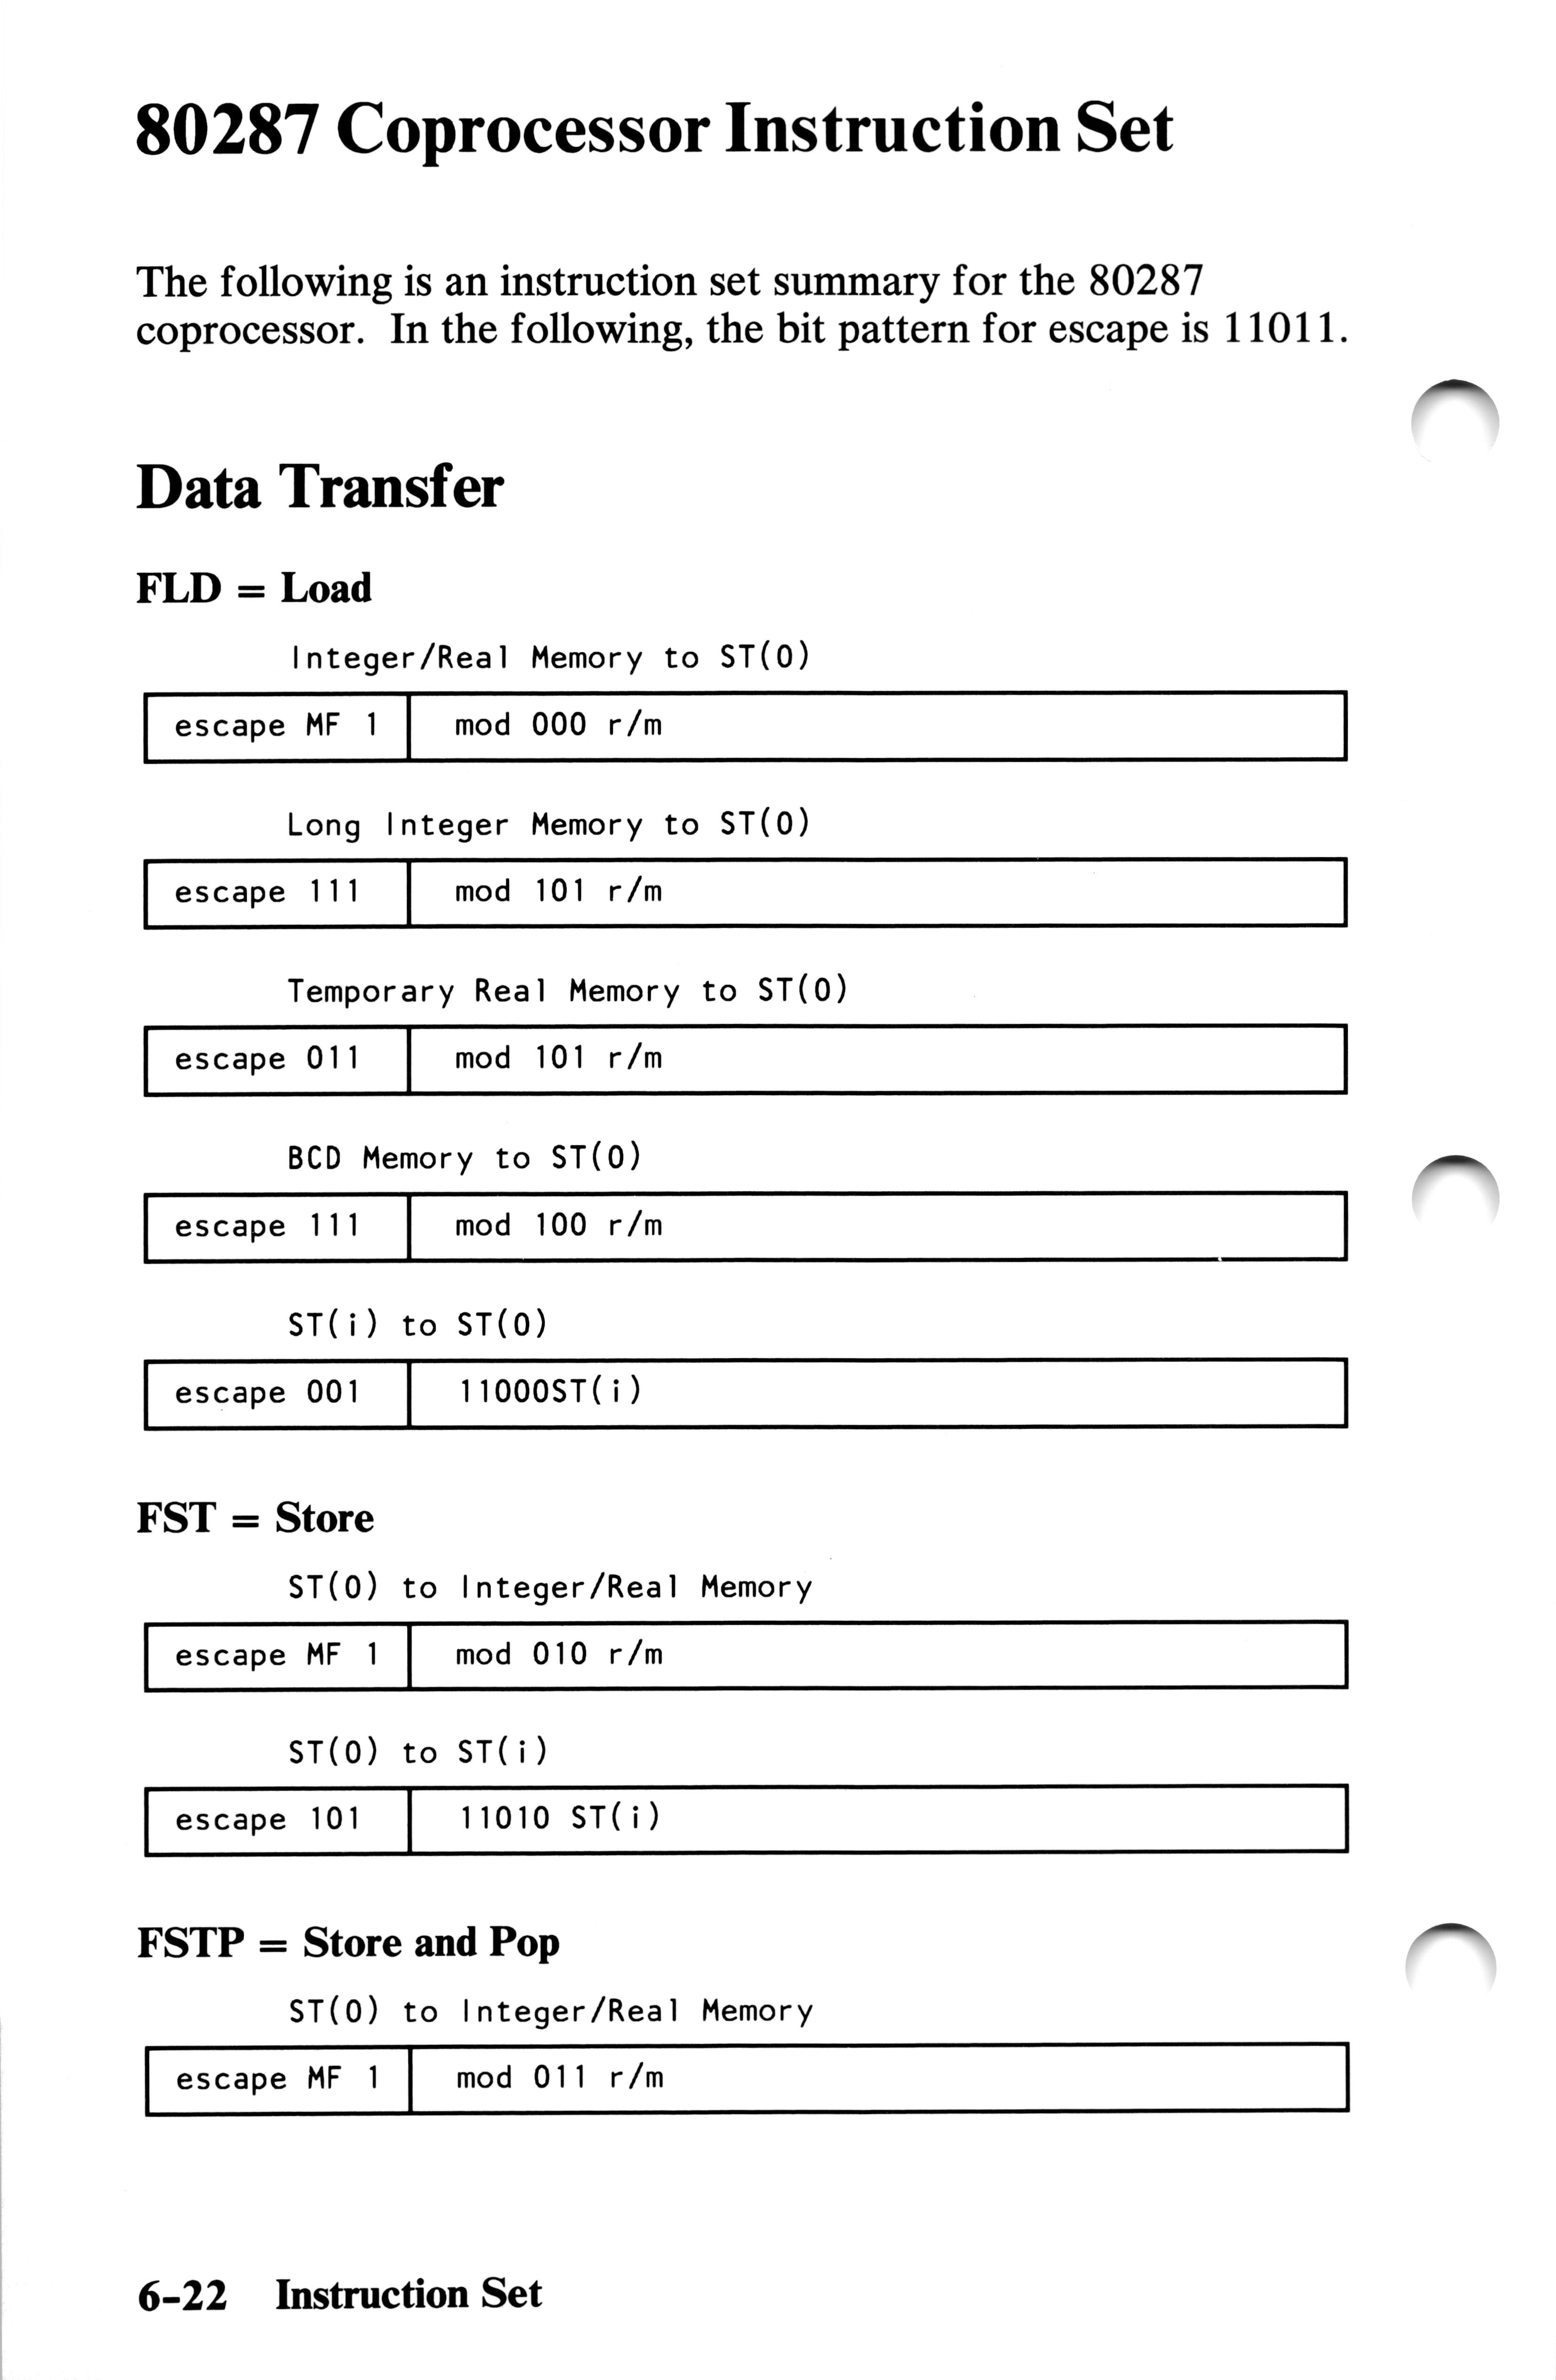 80287 Coprocessor Instruction Set
The following is an instruction set summary for the 80287
coprocessor. In the following, the bit pattern for escape is 11011.
Data Transfer
FLD = Load
Integer/Real Memory to ST(0)
escape MF 1 mod 000 r/m
Long Integer Memory to ST(0)
escape 111 mod 101 r/m
Temporary Real Memory to ST(0)
escape 011 mod 101 r/m
BCD Memory to ST(0)
escape 111 mod 100 r/m
ST(i) to ST(0)
escape 001 11000ST(i)
FST = Store
ST(0) to Integer/Real Memory
escape MF 1 mod 010 r/m
ST(0) to ST(i)
escape 101 11010 ST(i)
FSTP = Store and Pop
ST(0) to Integer/Real Memory
escape MF 1 mod 011 r/m
6-22 Instruction Set